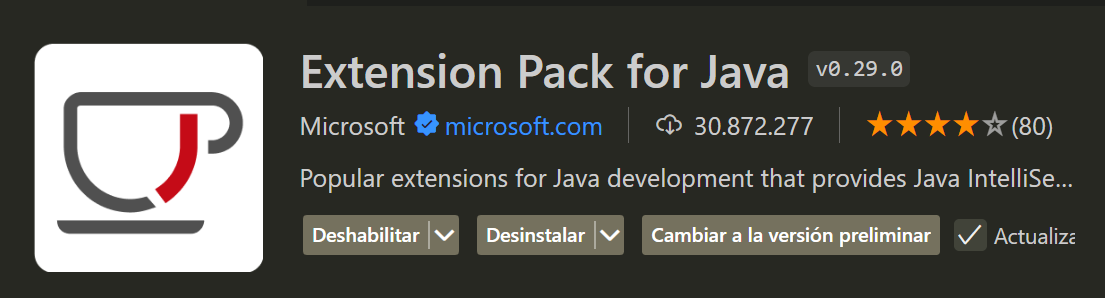 Extension Pack for Java v0.29.0
Microsoft microsoft.com 30.872.277 (80)
Popular extensions for Java development that provides Java IntelliSe...
Deshabilitar Desinstalar Cambiar a la versión preliminar Actualiza